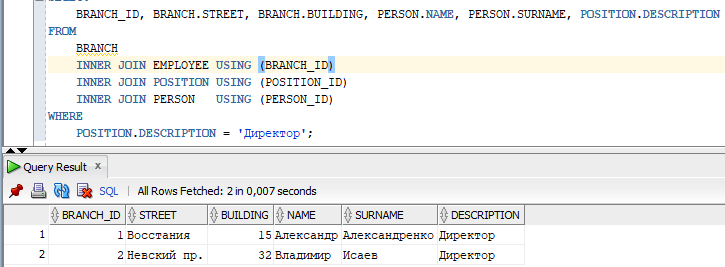 BRANCH_ID, BRANCH.STREET, BRANCH.BUILDING, PERSON.NAME, PERSON.SURNAME, POSITION.DESCRIPTION
FROM
BRANCH
INNER JOIN EMPLOYEE USING (BRANCH_ID)
INNER JOIN POSITION USING (POSITION_ID)
INNER JOIN PERSON   USING (PERSON_ID)
WHERE
POSITION.DESCRIPTION = 'Директор';
Query Result x
SQL | All Rows Fetched: 2 in 0,007 seconds
BRANCH_ID STREET BUILDING NAME SURNAME DESCRIPTION
1 1 Восстания 15 Александр Александренко Директор
2 2 Невский пр. 32 Владимир Исаев Директор